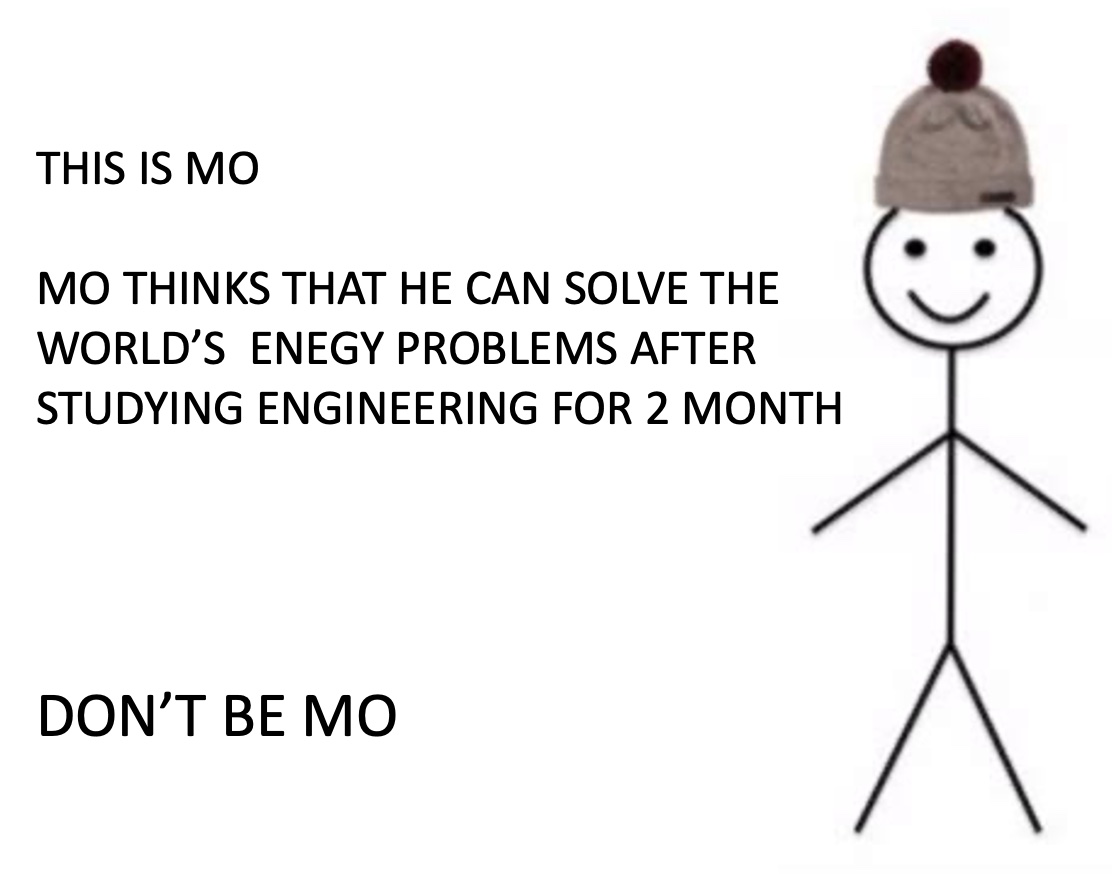 THIS IS MO
MO THINKS THAT HE CAN SOLVE THE
WORLD’S  ENEGY PROBLEMS AFTER
STUDYING ENGINEERING FOR 2 MONTH
DON’T BE MO